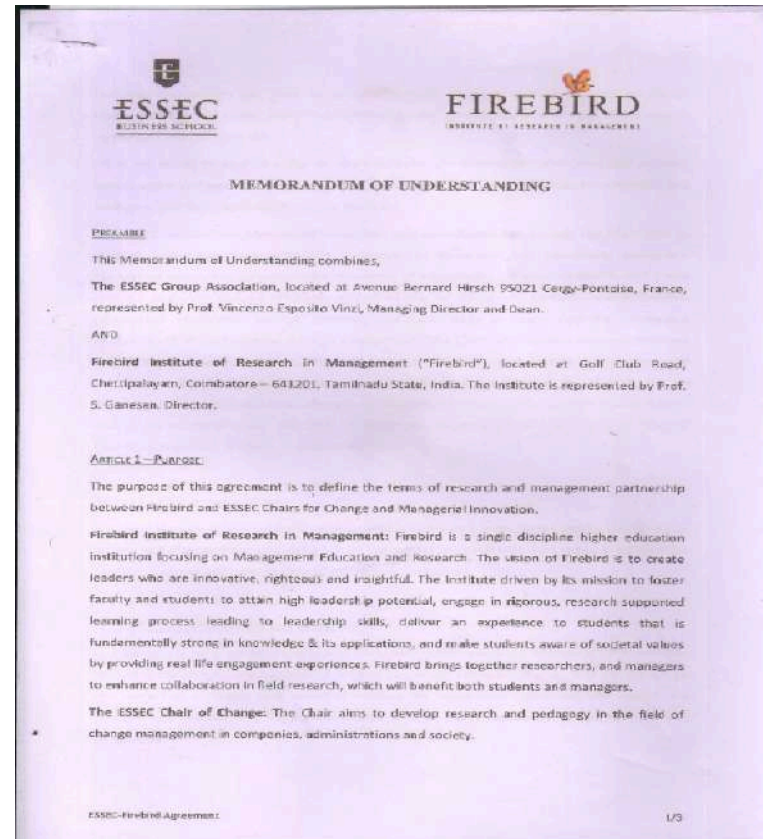 ESSEC
BUSINESS SCHOOL
FIREBIRD
INSTITUTE OF RESEARCH IN MANAGEMENT
MEMORANDUM OF UNDERSTANDING
PREAMBLE
This Memorandum of Understanding combines,
The ESSEC Group Association, located at Avenue Bernard Hirsch 95021 Cergy-Pontoise, France,
represented by Prof. Vincenzo Esposito Vinzi, Managing Director and Dean.
AND
Firebird Institute of Research in Management ("Firebird"), located at Golf Club Road,
Chettipalayam, Coimbatore – 641201, Tamilnadu State, India. The Institute is represented by Prof.
S. Ganesan, Director.
ARTICLE 1 – PURPOSE
The purpose of this agreement is to define the terms of research and management partnership
between Firebird and ESSEC Chairs for Change and Managerial Innovation.
Firebird Institute of Research in Management: Firebird is a single discipline higher education
institution focusing on Management Education and Research. The vision of Firebird is to create
leaders who are innovative, righteous and insightful. The Institute driven by its mission to foster
faculty and students to attain high leadership potential, engage in rigorous, research supported
learning process leading to leadership skills, deliver an experience to students that is
fundamentally strong in knowledge & its applications, and make students aware of societal values
by providing real life engagement experiences. Firebird brings together researchers, and managers
to enhance collaboration in field research, which will benefit both students and managers.
The ESSEC Chair of Change: The Chair aims to develop research and pedagogy in the field of
change management in companies, administrations and society.
ESSEC-Firebird Agreement
1/3